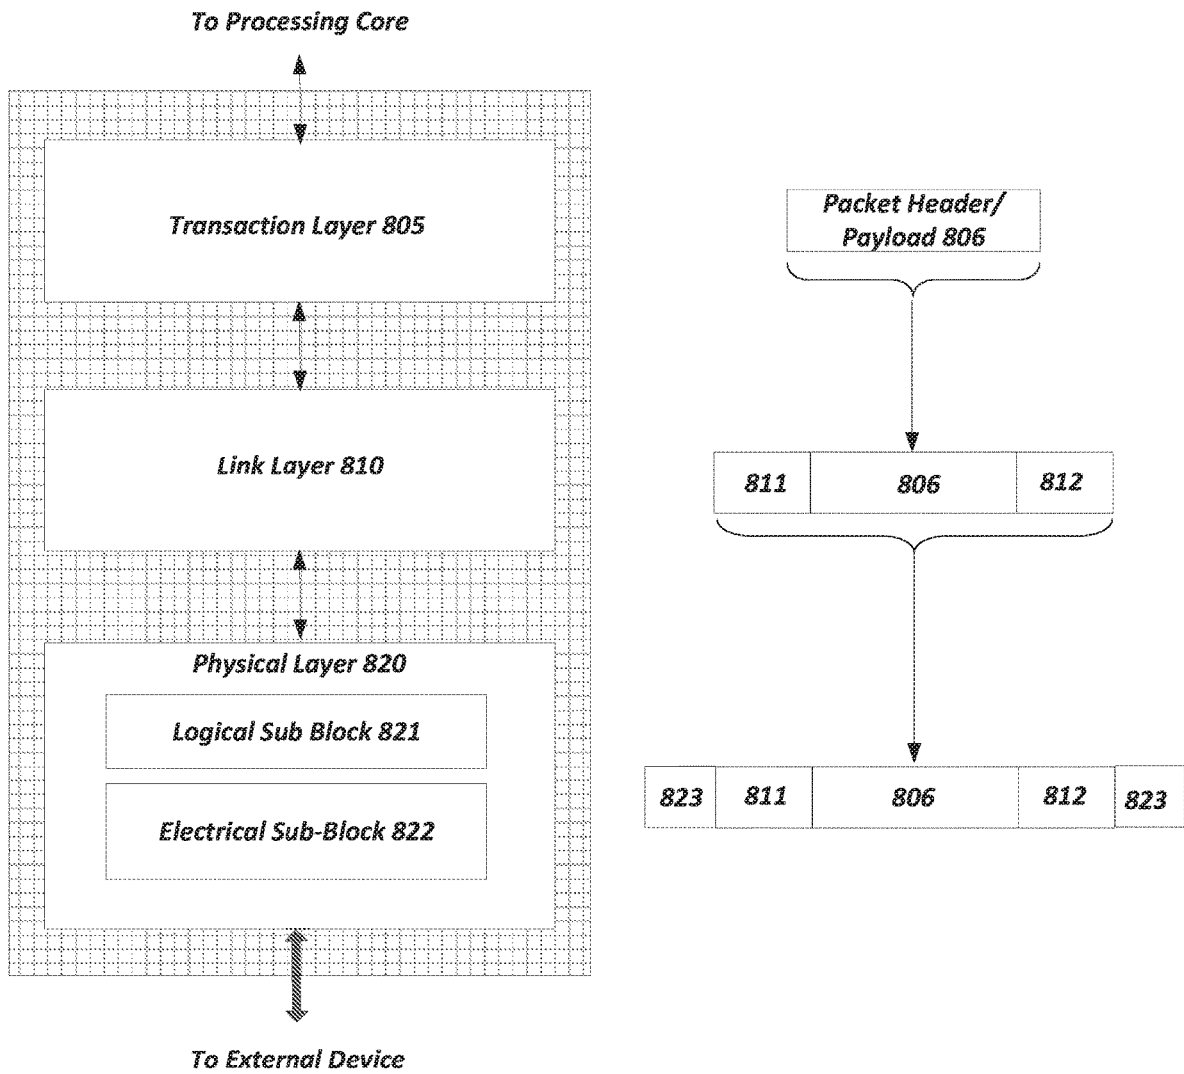 To Processing Core
Transaction Layer 805
Packet Header/
Payload 806
Link Layer 810
811 806 812
Physical Layer 820
Logical Sub Block 821
Electrical Sub-Block 822
823 811 806 812 823
To External Device